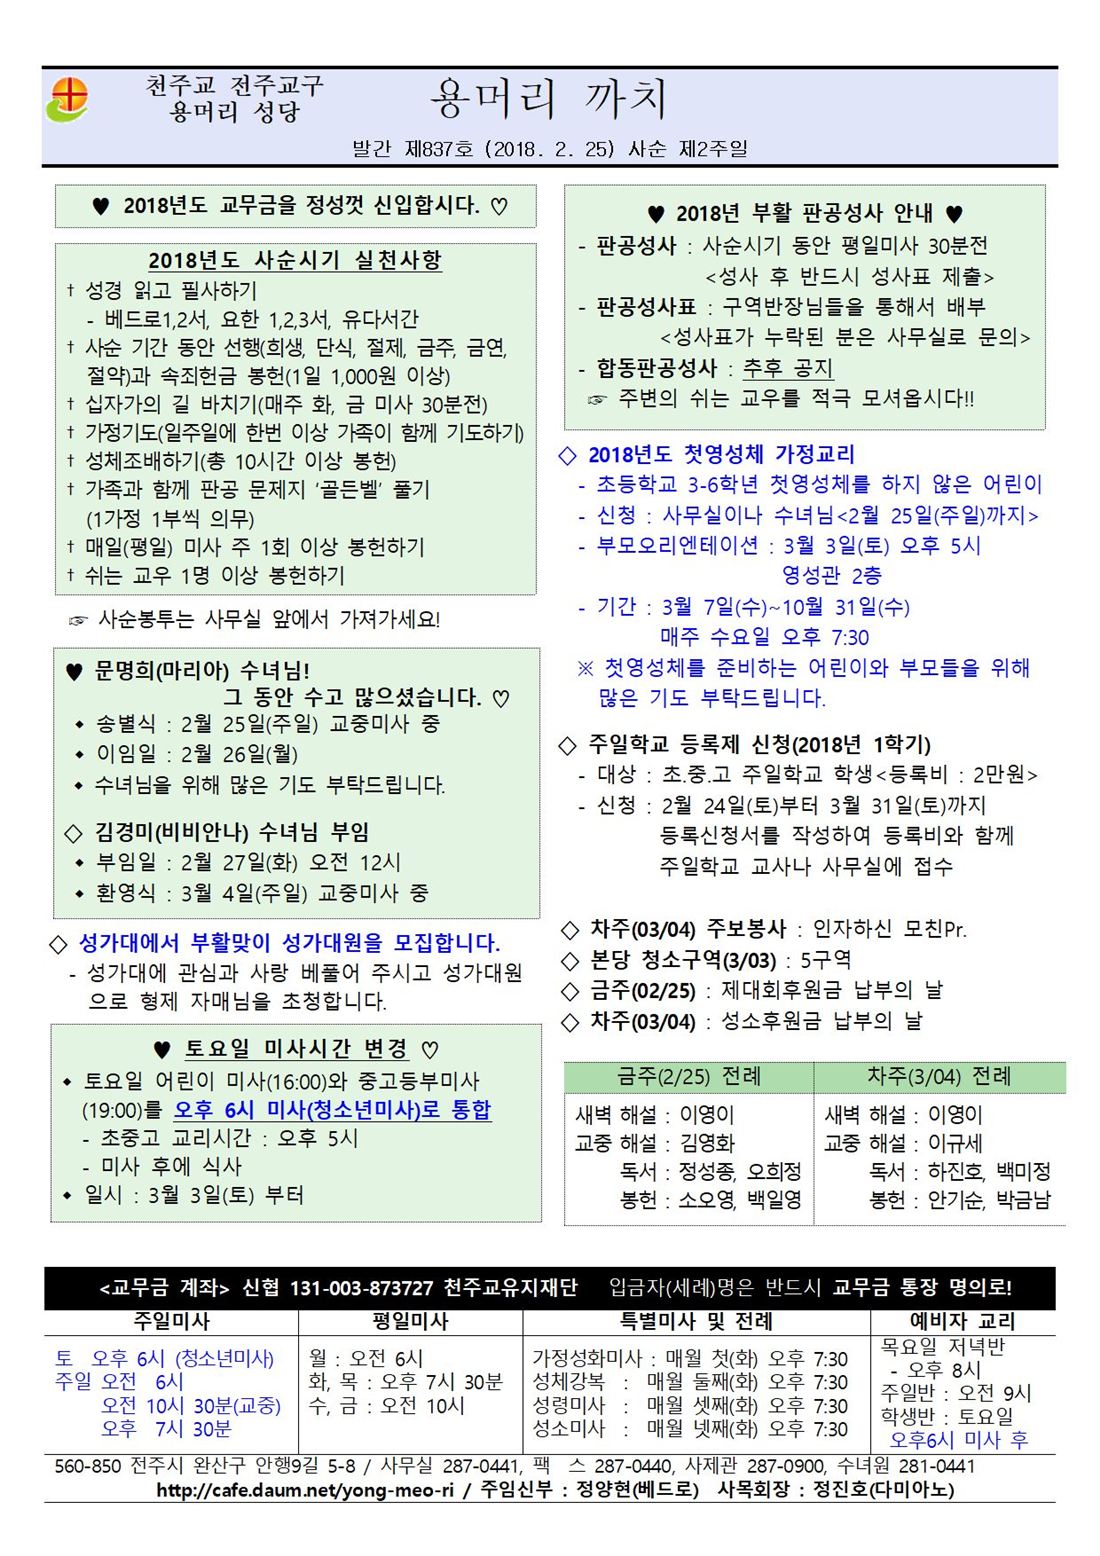 천주교 전주교구
용머리 성당
용머리 까치
발간 제837호 (2018. 2. 25) 사순 제2주일
♥ 2018년도 교무금을 정성껏 신입합시다. ♡
2018년도 사순시기 실천사항
† 성경 읽고 필사하기
- 베드로1,2서, 요한 1,2,3서, 유다서간
† 사순 기간 동안 선행(희생, 단식, 절제, 금주, 금연,
절약)과 속죄헌금 봉헌(1일 1,000원 이상)
† 십자가의 길 바치기(매주 화, 금 미사 30분전)
† 가정기도(일주일에 한번 이상 가족이 함께 기도하기)
† 성체조배하기(총 10시간 이상 봉헌)
† 가족과 함께 판공 문제지 ‘골든벨’ 풀기
(1가정 1부씩 의무)
† 매일(평일) 미사 주 1회 이상 봉헌하기
† 쉬는 교우 1명 이상 봉헌하기
☞ 사순봉투는 사무실 앞에서 가져가세요!
♥ 문명희(마리아) 수녀님!
그 동안 수고 많으셨습니다. ♡
◆ 송별식 : 2월 25일(주일) 교중미사 중
◆ 이임일 : 2월 26일(월)
◆ 수녀님을 위해 많은 기도 부탁드립니다.
◇ 김경미(비비안나) 수녀님 부임
◆ 부임일 : 2월 27일(화) 오전 12시
◆ 환영식 : 3월 4일(주일) 교중미사 중
◇ 성가대에서 부활맞이 성가대원을 모집합니다.
- 성가대에 관심과 사랑 베풀어 주시고 성가대원
으로 형제 자매님을 초청합니다.
♥ 토요일 미사시간 변경 ♡
◆ 토요일 어린이 미사(16:00)와 중고등부미사
(19:00)를 오후 6시 미사(청소년미사)로 통합
- 초중고 교리시간 : 오후 5시
- 미사 후에 식사
◆ 일시 : 3월 3일(토) 부터
♥ 2018년 부활 판공성사 안내 ♥
- 판공성사 : 사순시기 동안 평일미사 30분전
<성사 후 반드시 성사표 제출>
- 판공성사표 : 구역반장님들을 통해서 배부
<성사표가 누락된 분은 사무실로 문의>
- 합동판공성사 : 추후 공지
☞ 주변의 쉬는 교우를 적극 모셔옵시다!!
◇ 2018년도 첫영성체 가정교리
- 초등학교 3-6학년 첫영성체를 하지 않은 어린이
- 신청 : 사무실이나 수녀님<2월 25일(주일)까지>
- 부모오리엔테이션 : 3월 3일(토) 오후 5시
영성관 2층
- 기간 : 3월 7일(수)~10월 31일(수)
매주 수요일 오후 7:30
※ 첫영성체를 준비하는 어린이와 부모들을 위해
많은 기도 부탁드립니다.
◇ 주일학교 등록제 신청(2018년 1학기)
- 대상 : 초.중.고 주일학교 학생<등록비 : 2만원>
- 신청 : 2월 24일(토)부터 3월 31일(토)까지
등록신청서를 작성하여 등록비와 함께
주일학교 교사나 사무실에 접수
◇ 차주(03/04) 주보봉사 : 인자하신 모친Pr.
◇ 본당 청소구역(3/03) : 5구역
◇ 금주(02/25) : 제대회후원금 납부의 날
◇ 차주(03/04) : 성소후원금 납부의 날
금주(2/25) 전례
새벽 해설 : 이영이
교중 해설 : 김영화
독서 : 정성종, 오희정
봉헌 : 소오영, 백일영
차주(3/04) 전례
새벽 해설 : 이영이
교중 해설 : 이규세
독서 : 하진호, 백미정
봉헌 : 안기순, 박금남
<교무금 계좌> 신협 131-003-873727 천주교유지재단 입금자(세례)명은 반드시 교무금 통장 명의로!
주일미사
토 오후 6시 (청소년미사)
주일 오전 6시
오전 10시 30분(교중)
오후 7시 30분
평일미사
월 : 오전 6시
화, 목 : 오후 7시 30분
수, 금 : 오전 10시
특별미사 및 전례
가정성화미사 : 매월 첫(화) 오후 7:30
성체강복 : 매월 둘째(화) 오후 7:30
성령미사 : 매월 셋째(화) 오후 7:30
성소미사 : 매월 넷째(화) 오후 7:30
예비자 교리
목요일 저녁반
- 오후 8시
주일반 : 오전 9시
학생반 : 토요일
오후6시 미사 후
560-850 전주시 완산구 안행9길 5-8 / 사무실 287-0441, 팩 스 287-0440, 사제관 287-0900, 수녀원 281-0441
http://cafe.daum.net/yong-meo-ri / 주임신부 : 정양현(베드로) 사목회장 : 정진호(다미아노)